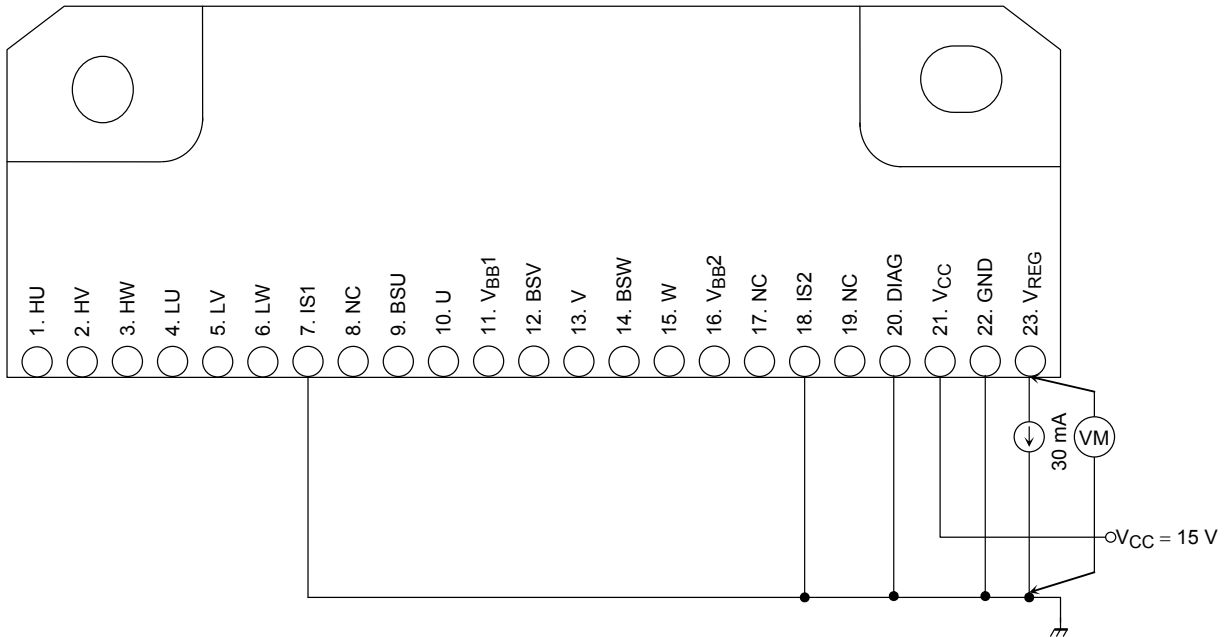 1. HU
2. HV
3. HW
4. LU
5. LV
6. LW
7. IS1
8. NC
9. BSU
10. U
11. VBB1
12. BSV
13. V
14. BSW
15. W
16. VBB2
17. NC
18. IS2
19. NC
20. DIAG
21. VCC
22. GND
23. VREG
30 mA
VM
VCC = 15 V